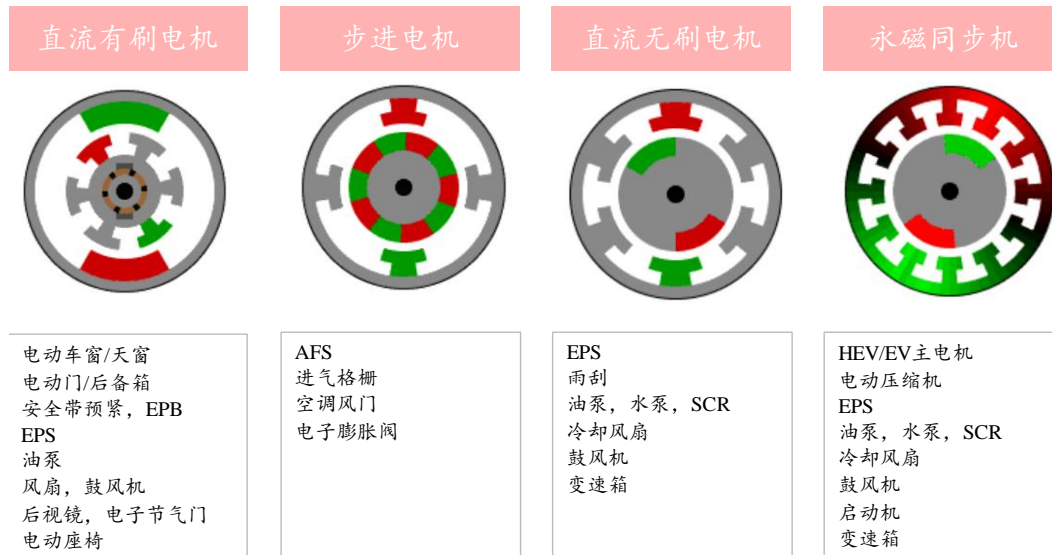 直流有刷电机
步进电机
直流无刷电机
永磁同步机
电动车窗/天窗
电动门/后备箱
安全带预紧，EPB
EPS
油泵
风扇，鼓风机
后视镜，电子节气门
电动座椅
AFS
进气格栅
空调风门
电子膨胀阀
EPS
雨刮
油泵，水泵，SCR
冷却风扇
鼓风机
变速箱
HEV/EV主电机
电动压缩机
EPS
油泵，水泵，SCR
冷却风扇
鼓风机
启动机
变速箱